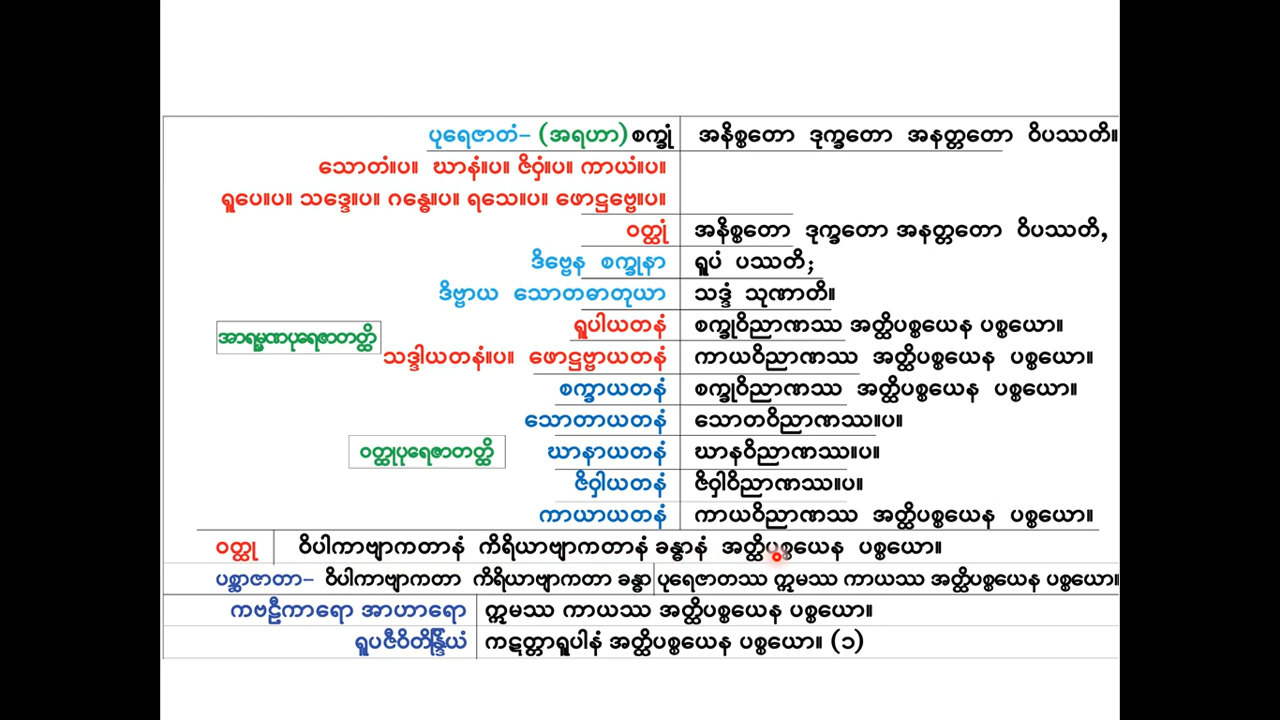 ပုရေဇာတံ– (အရဟာ) စက္ခုံ အနိစ္စတော ဒုက္ခတော အနတ္တတော ဝိပဿတိ။
သောတံ။ပ။ ဃာနံ။ပ။ ဇိဝှံ။ပ။ ကာယံ။ပ။
ရူပေ။ပ။ သဒ္ဒေ။ပ။ ဂန္ဓေ။ပ။ ရသေ။ပ။ ဖောဋ္ဌဗ္ဗေ။ပ။
ဝတ္ထုံ အနိစ္စတော ဒုက္ခတော အနတ္တတော ဝိပဿတိ,
ဒိဗ္ဗေန စက္ခုနာ ရူပံ ပဿတိ;
ဒိဗ္ဗာယ သောတဓာတုယာ သဒ္ဒံ သုဏာတိ။
ရူပါယတနံ စက္ခုဝိညာဏဿ အတ္ထိပစ္စယေန ပစ္စယော။
အာရမ္မဏပုရေဇာတတ္ထိ
သဒ္ဒါယတနံ။ပ။ ဖောဋ္ဌဗ္ဗာယတနံ ကာယဝိညာဏဿ အတ္ထိပစ္စယေန ပစ္စယော။
စက္ခာယတနံ စက္ခုဝိညာဏဿ အတ္ထိပစ္စယေန ပစ္စယော။
သောတာယတနံ သောတဝိညာဏဿ။ပ။
ဝတ္ထုပုရေဇာတတ္ထိ ဃာနာယတနံ ဃာနဝိညာဏဿ။ပ။
ဇိဝှါယတနံ ဇိဝှါဝိညာဏဿ။ပ။
ကာယာယတနံ ကာယဝိညာဏဿ အတ္ထိပစ္စယေန ပစ္စယော။
ဝတ္ထု ဝိပါကာဗျာကတာနံ ကိရိယာဗျာကတာနံ ခန္ဓာနံ အတ္ထိပစ္စယေန ပစ္စယော။
ပစ္ဆာဇာတာ– ဝိပါကာဗျာကတာ ကိရိယာဗျာကတာ ခန္ဓာ ပုရေဇာတဿ ဣမဿ ကာယဿ အတ္ထိပစ္စယေန ပစ္စယော။
ကဗဠီကာရော အာဟာရော ဣမဿ ကာယဿ အတ္ထိပစ္စယေန ပစ္စယော။
ရူပဇီဝိတိန္ဒြိယံ ကဋတ္တာရူပါနံ အတ္ထိပစ္စယေန ပစ္စယော။ (၁)